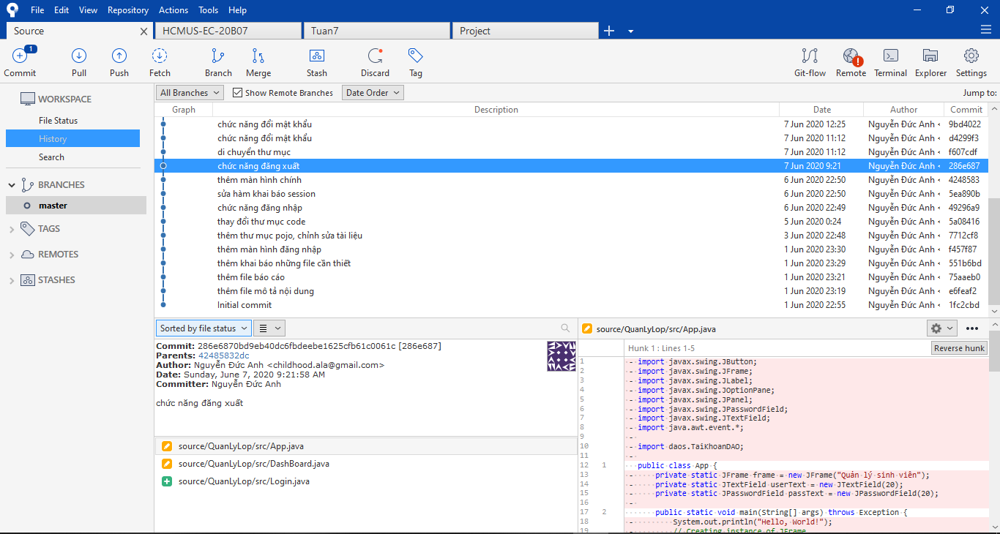 File Edit View Repository Actions Tools Help
Source HCMUS-EC-20B07 Tuan7 Project
1
Commit Pull Push Fetch Branch Merge Stash Discard Tag Git-flow Remote Terminal Explorer Settings
WORKSPACE
File Status
History
Search
BRANCHES
master
TAGS
REMOTES
STASHES
All Branches Show Remote Branches Date Order Jump to:
Graph Description Date Author Commit
chức năng đổi mật khẩu 7 Jun 2020 12:25 Nguyễn Đức Anh < 9bd4022
chức năng đổi mật khẩu 7 Jun 2020 11:12 Nguyễn Đức Anh < d4299f3
di chuyển thư mục 7 Jun 2020 11:12 Nguyễn Đức Anh < f607cdf
chức năng đăng xuất 7 Jun 2020 9:21 Nguyễn Đức Anh < 286e687
thêm màn hình chính 6 Jun 2020 22:50 Nguyễn Đức Anh < 4248583
sửa hàm khai báo session 6 Jun 2020 22:50 Nguyễn Đức Anh < 5ea890b
chức năng đăng nhập 6 Jun 2020 22:49 Nguyễn Đức Anh < 49296a9
thay đổi thư mục code 5 Jun 2020 0:24 Nguyễn Đức Anh < 5a08416
thêm thư mục pojo, chỉnh sửa tài liệu 3 Jun 2020 22:48 Nguyễn Đức Anh < 7712cf8
thêm màn hình đăng nhập 1 Jun 2020 23:30 Nguyễn Đức Anh < f457f87
thêm khai báo những file cần thiết 1 Jun 2020 23:29 Nguyễn Đức Anh < 551b6bd
thêm file báo cáo 1 Jun 2020 23:21 Nguyễn Đức Anh < 75aaeb0
thêm file mô tả nội dung 1 Jun 2020 23:19 Nguyễn Đức Anh < e6feaf2
Initial commit 1 Jun 2020 22:55 Nguyễn Đức Anh < 1fc2cbd
Sorted by file status
Commit: 286e6870bd9eb40dc6fbdeebe1625cfb61c0061c [286e687]
Parents: 42485832dc
Author: Nguyễn Đức Anh <childhood.ala@gmail.com>
Date: Sunday, June 7, 2020 9:21:58 AM
Committer: Nguyễn Đức Anh
chức năng đăng xuất
source/QuanLyLop/src/App.java
source/QuanLyLop/src/DashBoard.java
source/QuanLyLop/src/Login.java
source/QuanLyLop/src/App.java
Hunk 1 : Lines 1-5 Reverse hunk
1 - import javax.swing.JButton;
2 - import javax.swing.JFrame;
3 - import javax.swing.JLabel;
4 - import javax.swing.JOptionPane;
5 - import javax.swing.JPanel;
6 - import javax.swing.JPasswordField;
7 - import javax.swing.JTextField;
8 - import java.awt.event.*;
9 -
10 - import daos.TaiKhoanDAO;
11 -
12 1 public class App {
13 - private static JFrame frame = new JFrame("Quản lý sinh viên");
14 - private static JTextField userText = new JTextField(20);
15 - private static JPasswordField passText = new JPasswordField(20);
16 -
17 2 public static void main(String[] args) throws Exception {
18 - System.out.println("Hello, World!");
19 - // Creating instance of JFrame